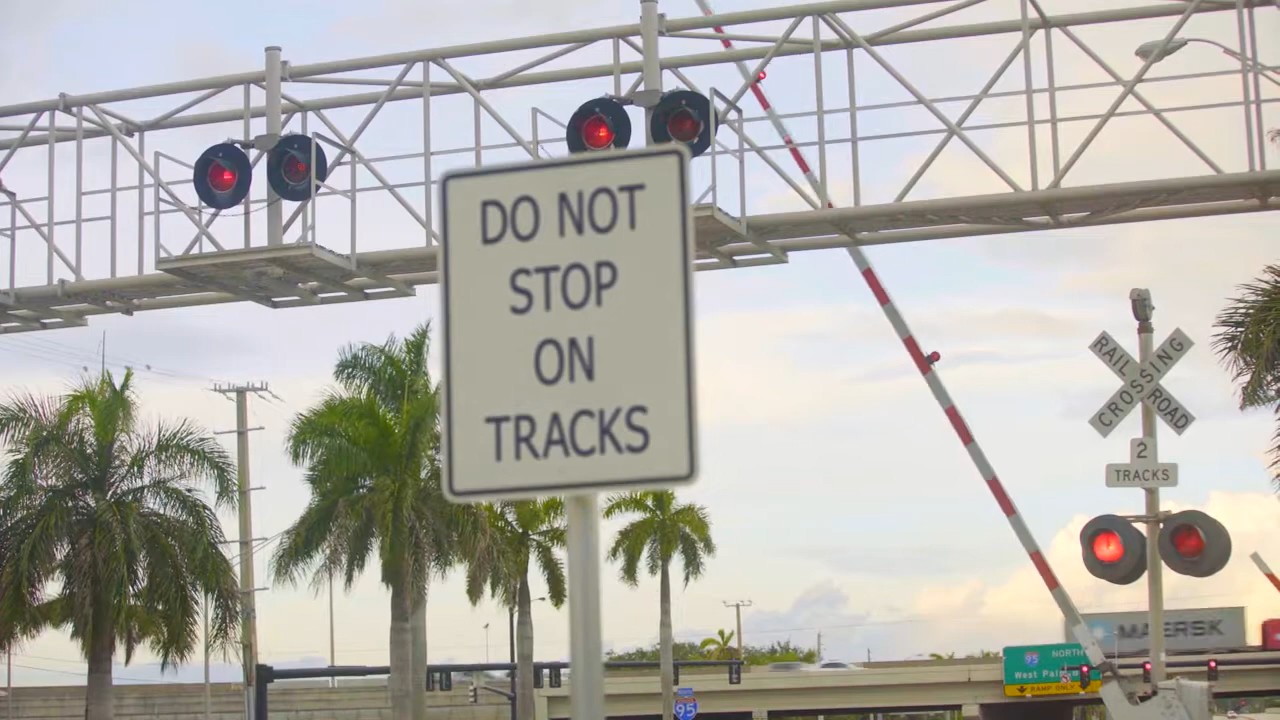 DO NOT
STOP
ON
TRACKS
RAIL ROAD
CROSSING
2
TRACKS
MAERSK
95 NORTH
West Palm
RAMP ONLY
95